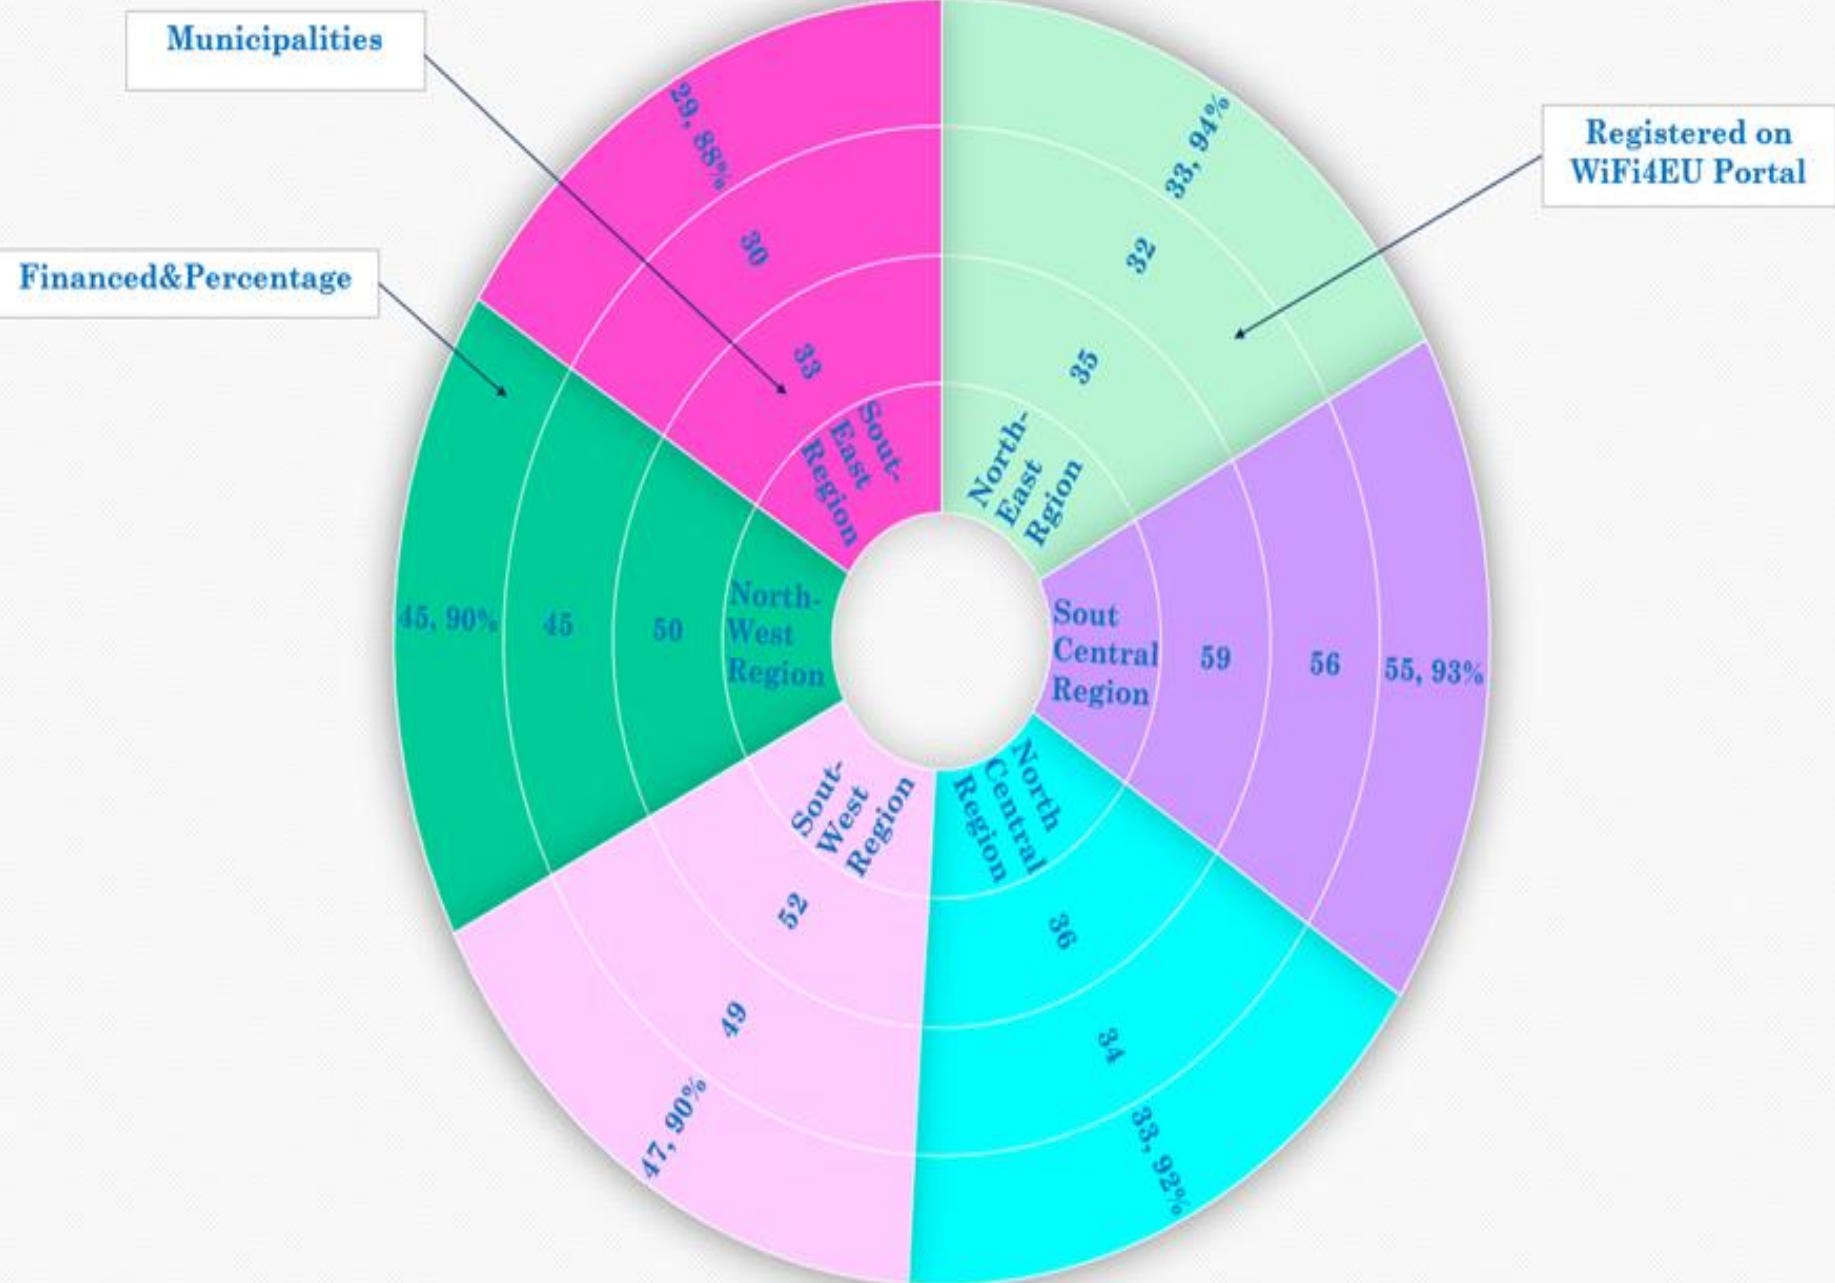 Municipalities
Registered on
WiFi4EU Portal
Financed&Percentage
29, 88%
30
33
Sout-
East
Region
33, 94%
32
35
North-
East
Rgion
45, 90%
45
50
North-
West
Region
Sout
Central
Region
59
56
55, 93%
Sout-
West
Region
52
49
47, 90%
North
Central
Region
36
34
33, 92%